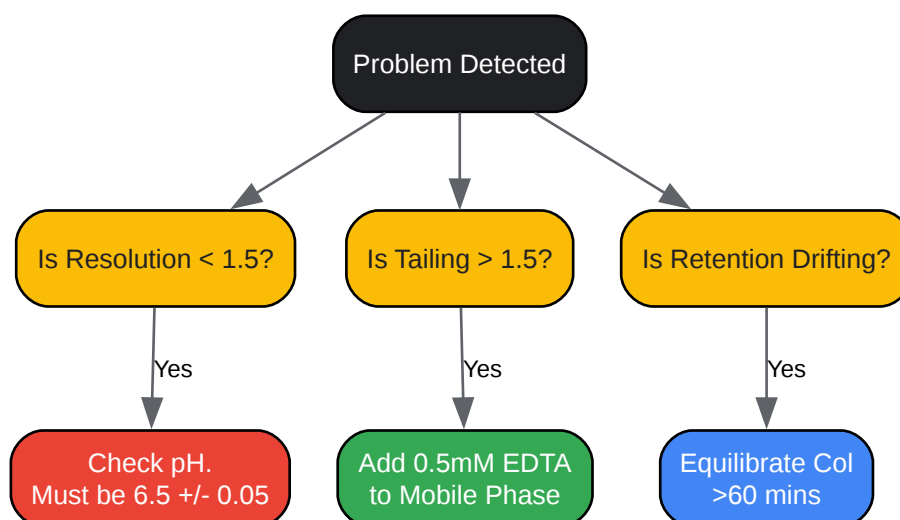 Problem Detected
Is Resolution < 1.5?
Is Tailing > 1.5?
Is Retention Drifting?
Yes
Yes
Yes
Check pH.
Must be 6.5 +/- 0.05
Add 0.5mM EDTA
to Mobile Phase
Equilibrate Col
>60 mins